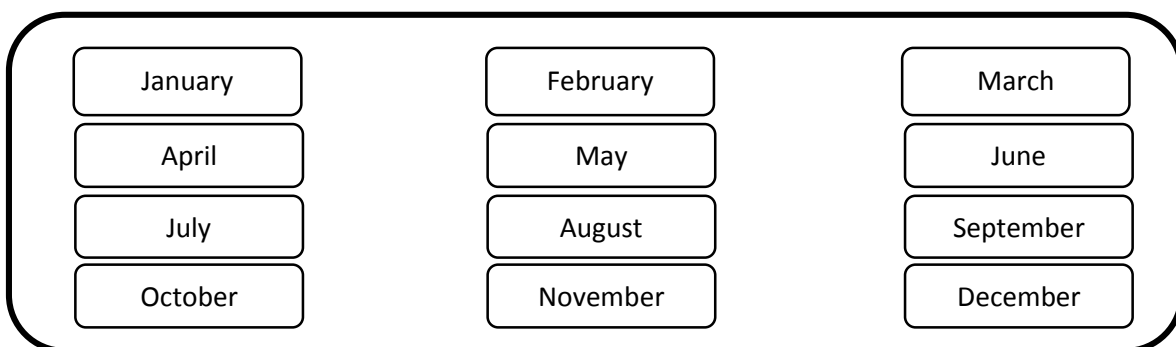 January February March
April May June
July August September
October November December